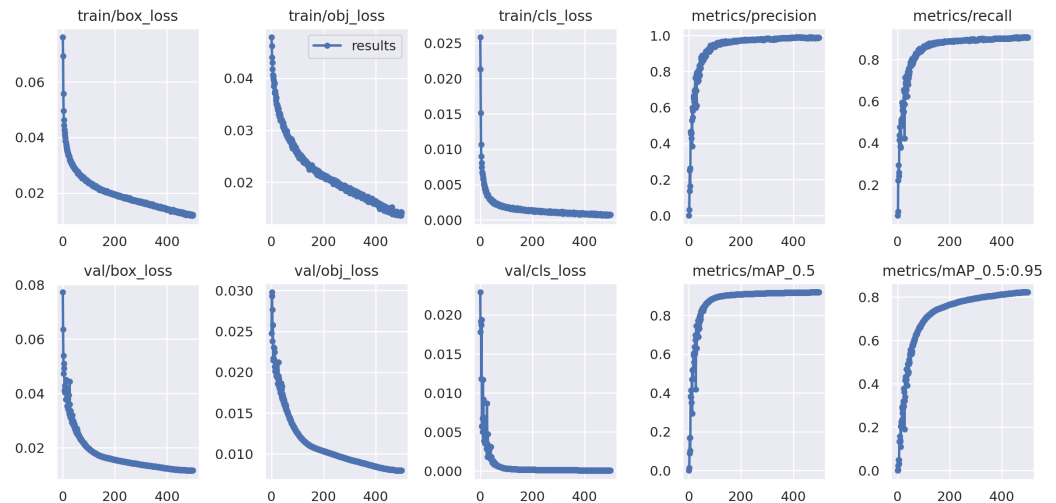 train/box_loss
train/obj_loss
train/cls_loss
metrics/precision
metrics/recall
0.06
0.04
0.02
0 200 400
results
0.04
0.03
0.02
0 200 400
0.025
0.020
0.015
0.010
0.005
0.000
0 200 400
1.0
0.8
0.6
0.4
0.2
0.0
0 200 400
0.8
0.6
0.4
0.2
0 200 400
val/box_loss
val/obj_loss
val/cls_loss
metrics/mAP_0.5
metrics/mAP_0.5:0.95
0.08
0.06
0.04
0.02
0 200 400
0.030
0.025
0.020
0.015
0.010
0 200 400
0.020
0.015
0.010
0.005
0.000
0 200 400
0.8
0.6
0.4
0.2
0.0
0 200 400
0.8
0.6
0.4
0.2
0.0
0 200 400